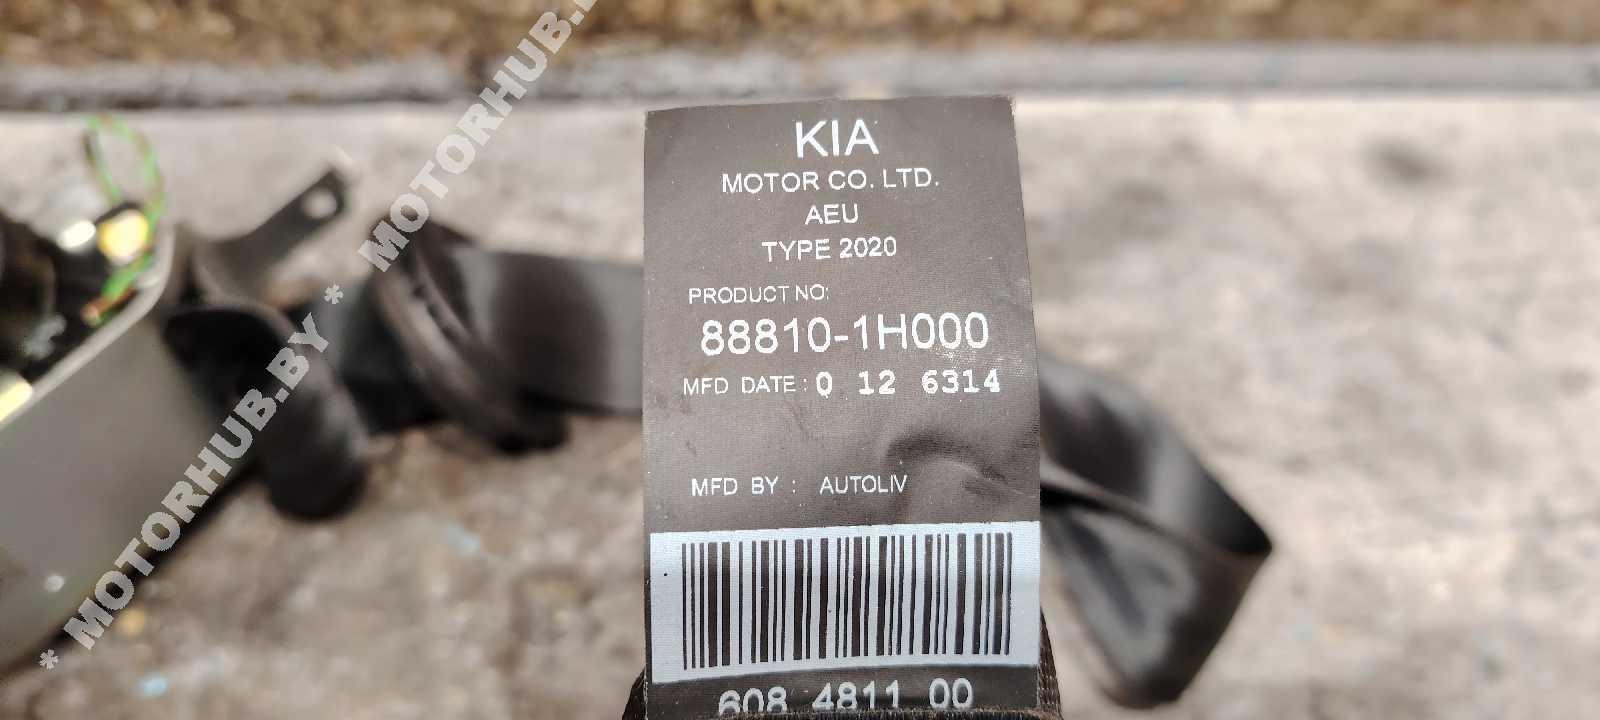 KIA
MOTOR CO. LTD.
AEU
TYPE 2020
PRODUCT NO:
88810-1H000
MFD DATE: 0 12 6314
MFD BY : AUTOLIV
608 4811 00
* MOTORHUB.BY * MOTORHUB.BY